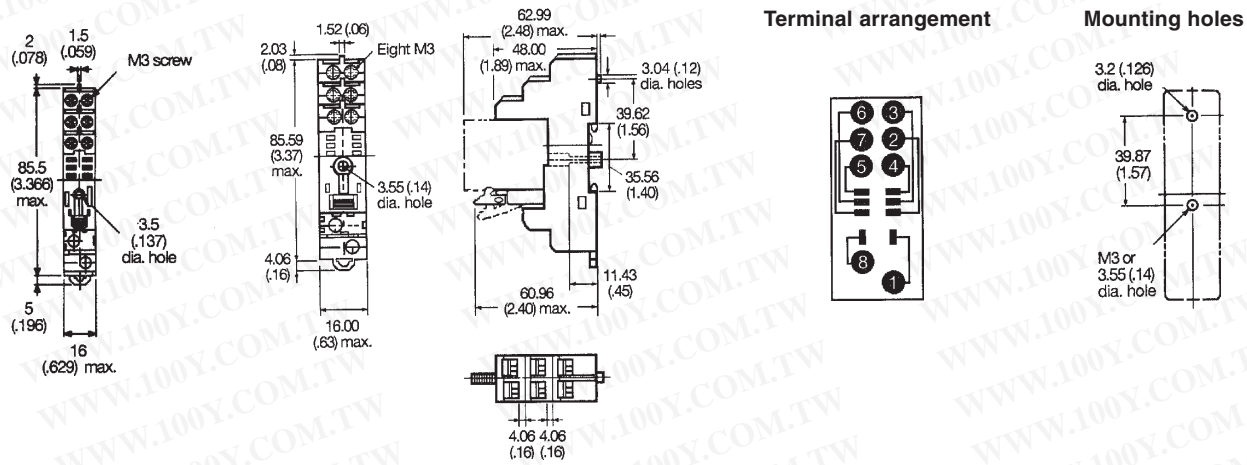 Terminal arrangement
Mounting holes
2
(.078)
1.5
(.059)
M3 screw
85.5
(3.366)
max.
3.5
(.137)
dia. hole
5
(.196)
16
(.629) max.
1.52 (.06)
2.03
(.08)
Eight M3
85.59
(3.37)
max.
3.55 (.14)
dia. hole
4.06
(.16)
16.00
(.63) max.
62.99
(2.48) max.
48.00
(1.89) max.
3.04 (.12)
dia. holes
39.62
(1.56)
35.56
(1.40)
11.43
(.45)
60.96
(2.40) max.
4.06 4.06
(.16) (.16)
6 3
7 2
5 4
8
1
3.2 (.126)
dia. hole
39.87
(1.57)
M3 or
3.55 (.14)
dia. hole
WWW.100Y.COM.TW